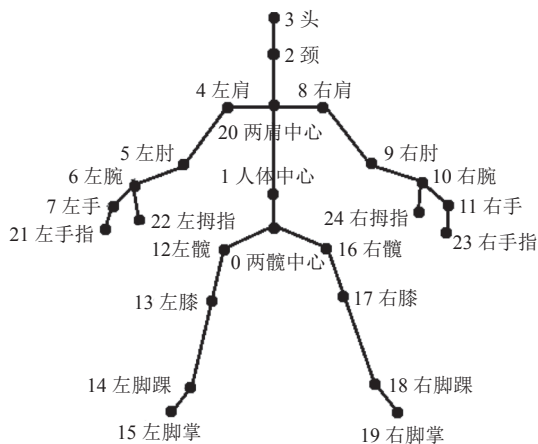 3 头
2 颈
4 左肩
8 右肩
20 两肩中心
5 左肘
9 右肘
6 左腕
1 人体中心
10 右腕
7 左手
22 左拇指
24 右拇指
11 右手
21 左手指
23 右手指
12左髋
0 两髋中心
16 右髋
13 左膝
17 右膝
14 左脚踝
18 右脚踝
15 左脚掌
19 右脚掌